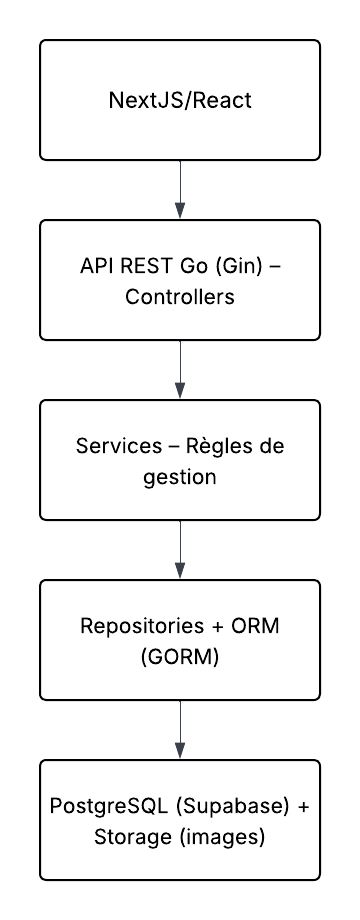 NextJS/React
API REST Go (Gin) –
Controllers
Services – Règles de
gestion
Repositories + ORM
(GORM)
PostgreSQL (Supabase) +
Storage (images)